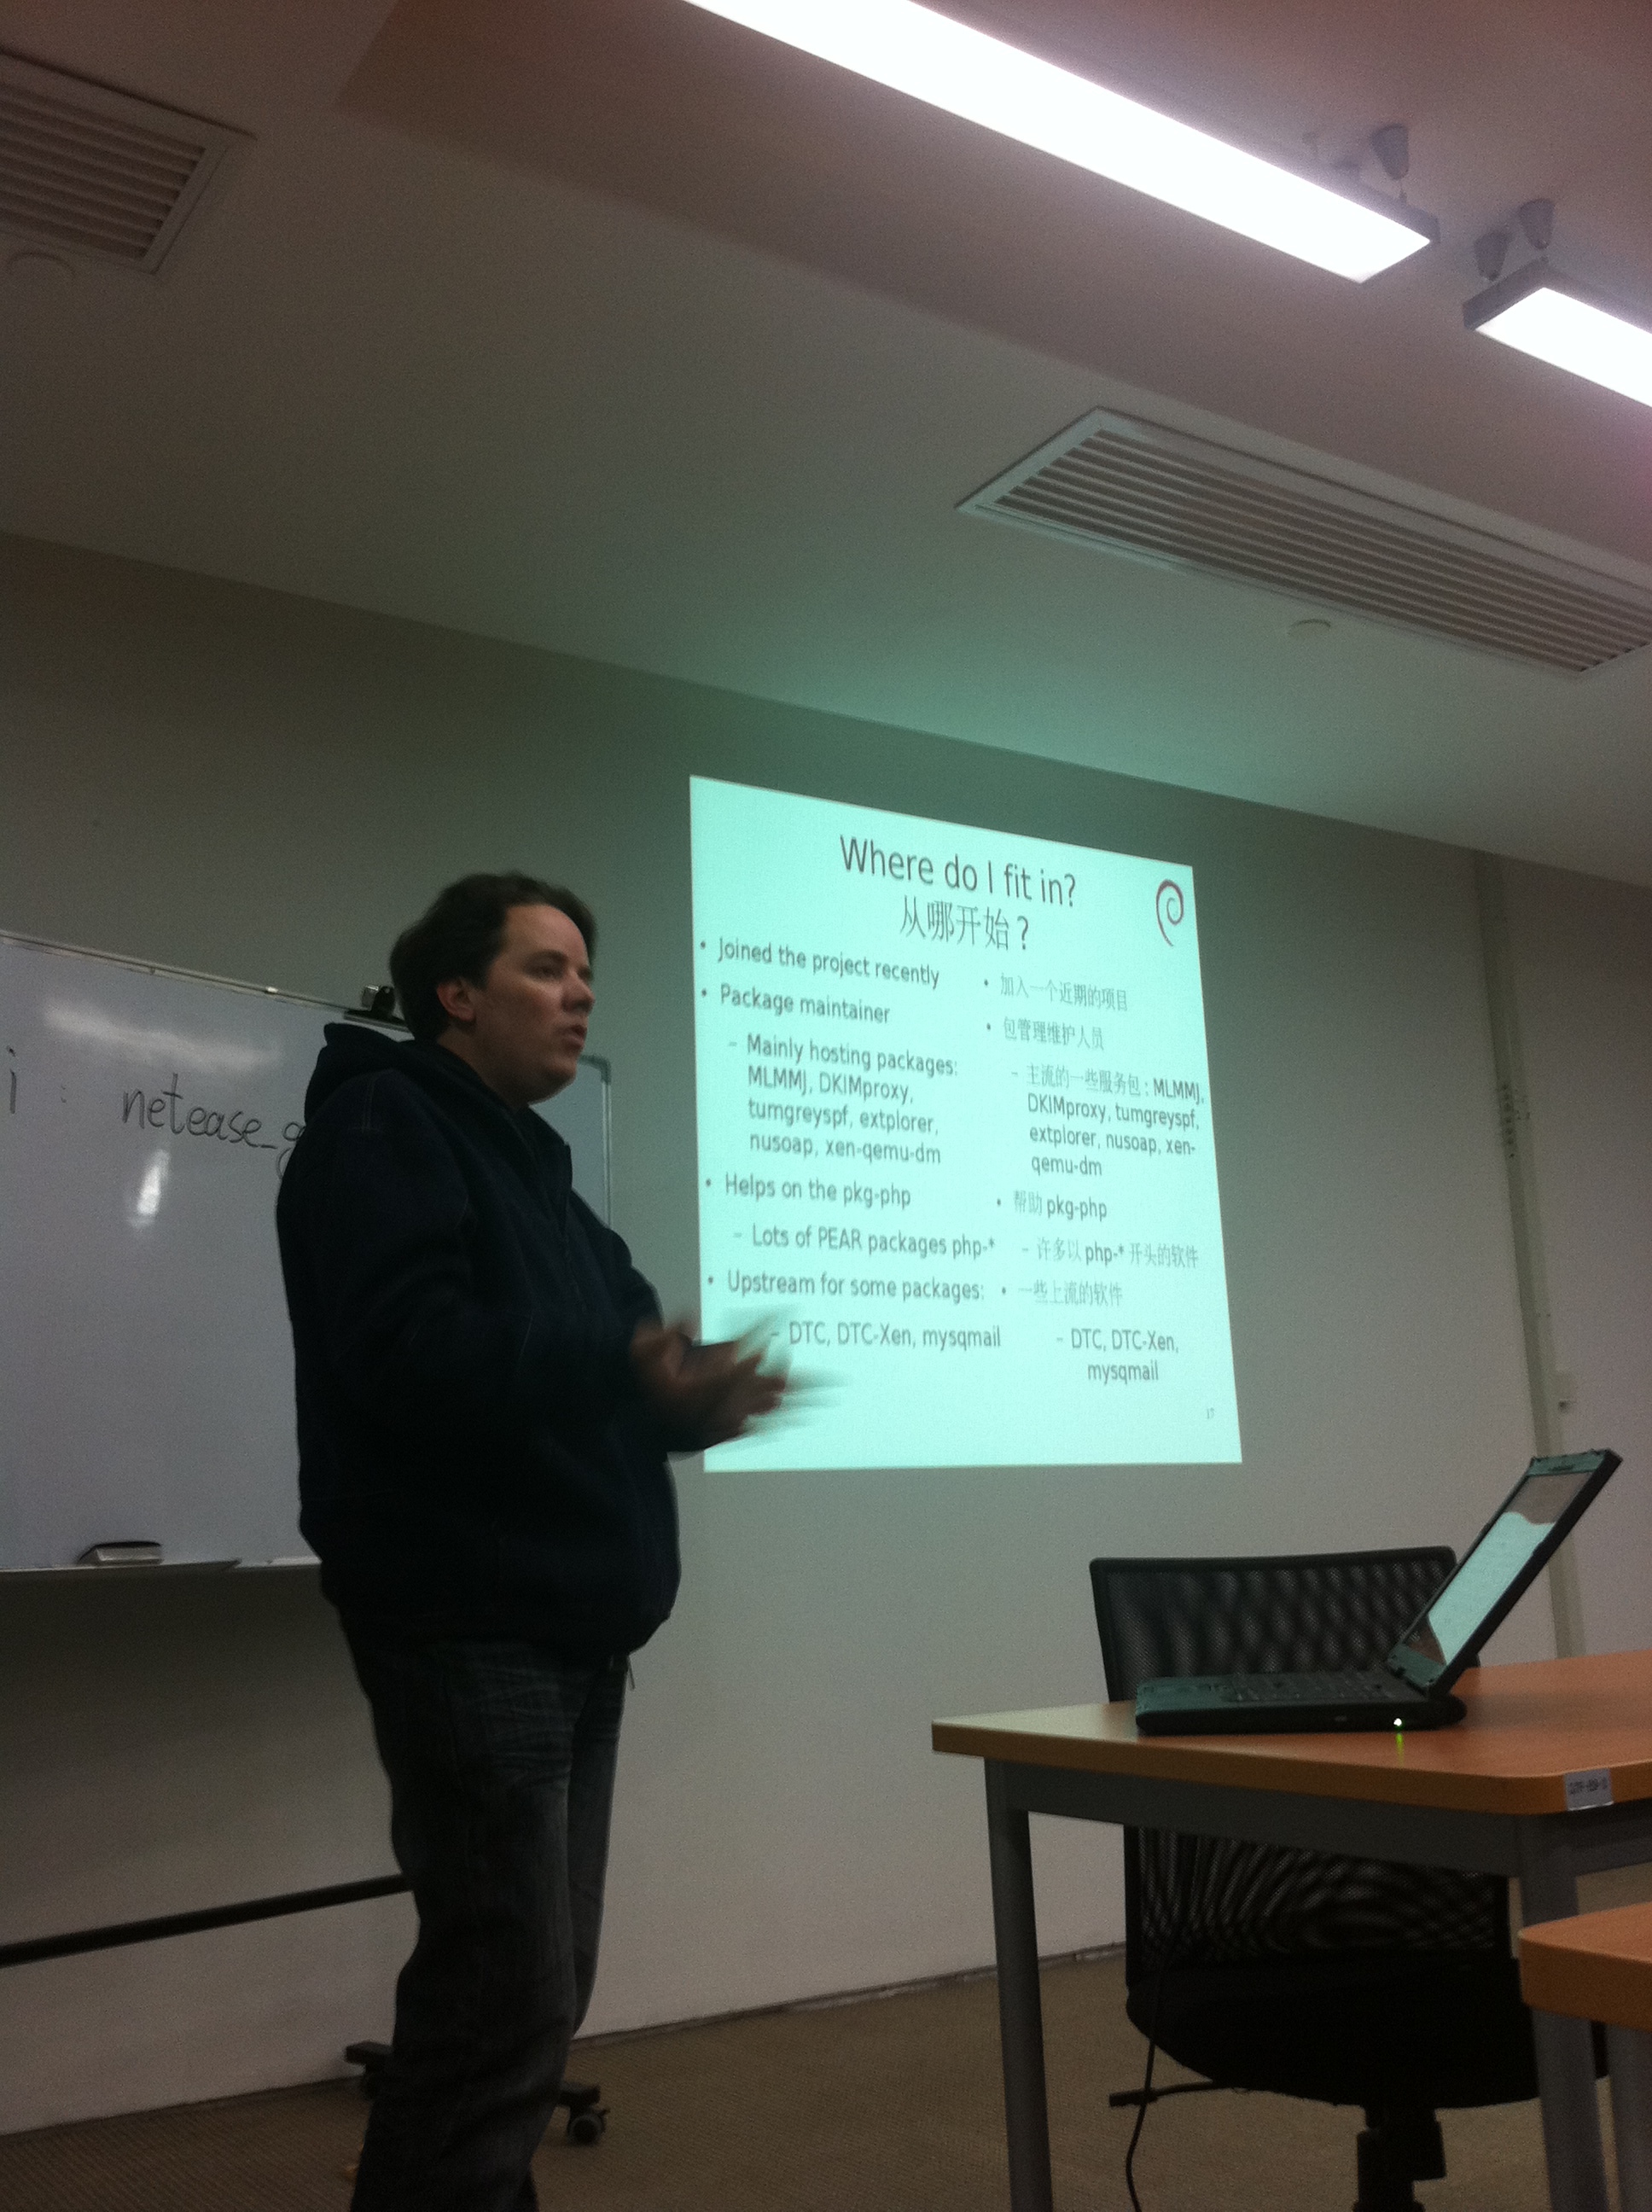 Where do I fit in?
从哪开始？
• Joined the project recently
• Package maintainer
– Mainly hosting packages:
MLMMJ, DKIMproxy,
tumgreyspf, extplorer,
nusoap, xen-qemu-dm
• Helps on the pkg-php
– Lots of PEAR packages php-*
• Upstream for some packages:
– DTC, DTC-Xen, mysqmail
• 加入一个近期的项目
• 包管理维护人员
– 主流的一些服务包：MLMMJ,
DKIMproxy, tumgreyspf,
extplorer, nusoap, xen-
qemu-dm
• 帮助 pkg-php
– 许多以 php-* 开头的软件
• 一些上流的软件
– DTC, DTC-Xen,
mysqmail
17
i : netease_g